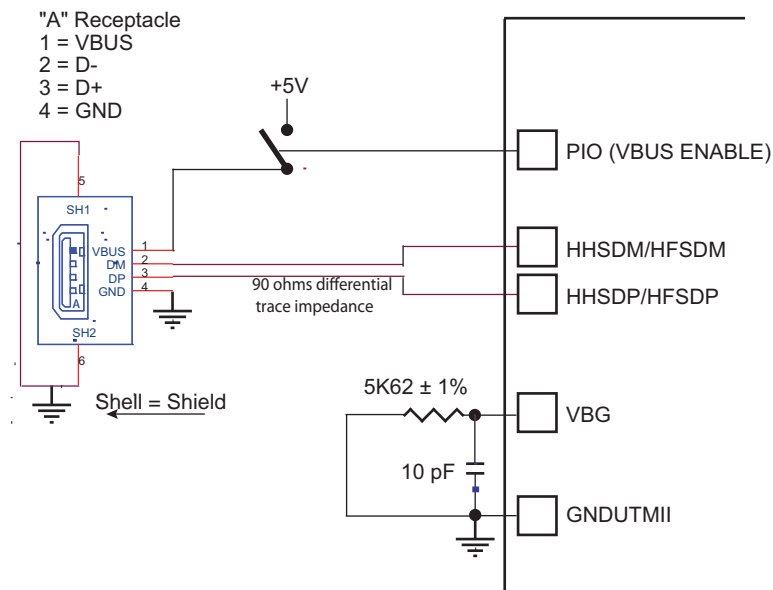 "A" Receptacle
1 = VBUS
2 = D-
3 = D+
4 = GND
+5V
PIO (VBUS ENABLE)
5
SH1
VBUS
1
DM
2
DP
3
GND
4
A
SH2
6
HHSDM/HFSDM
90 ohms differential
trace impedance
HHSDP/HFSDP
Shell = Shield
5K62 ± 1%
VBG
10 pF
GNDUTMII